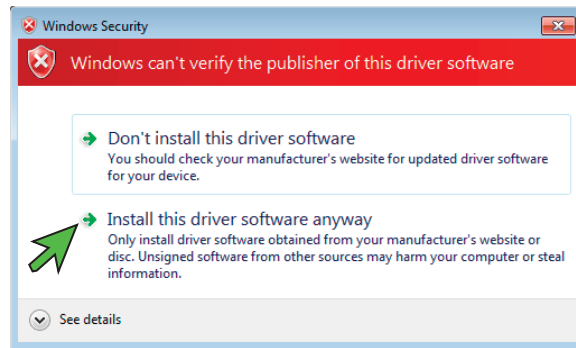 Windows Security
Windows can't verify the publisher of this driver software
Don't install this driver software
You should check your manufacturer's website for updated driver software
for your device.
Install this driver software anyway
Only install driver software obtained from your manufacturer's website or
disc. Unsigned software from other sources may harm your computer or steal
information.
See details